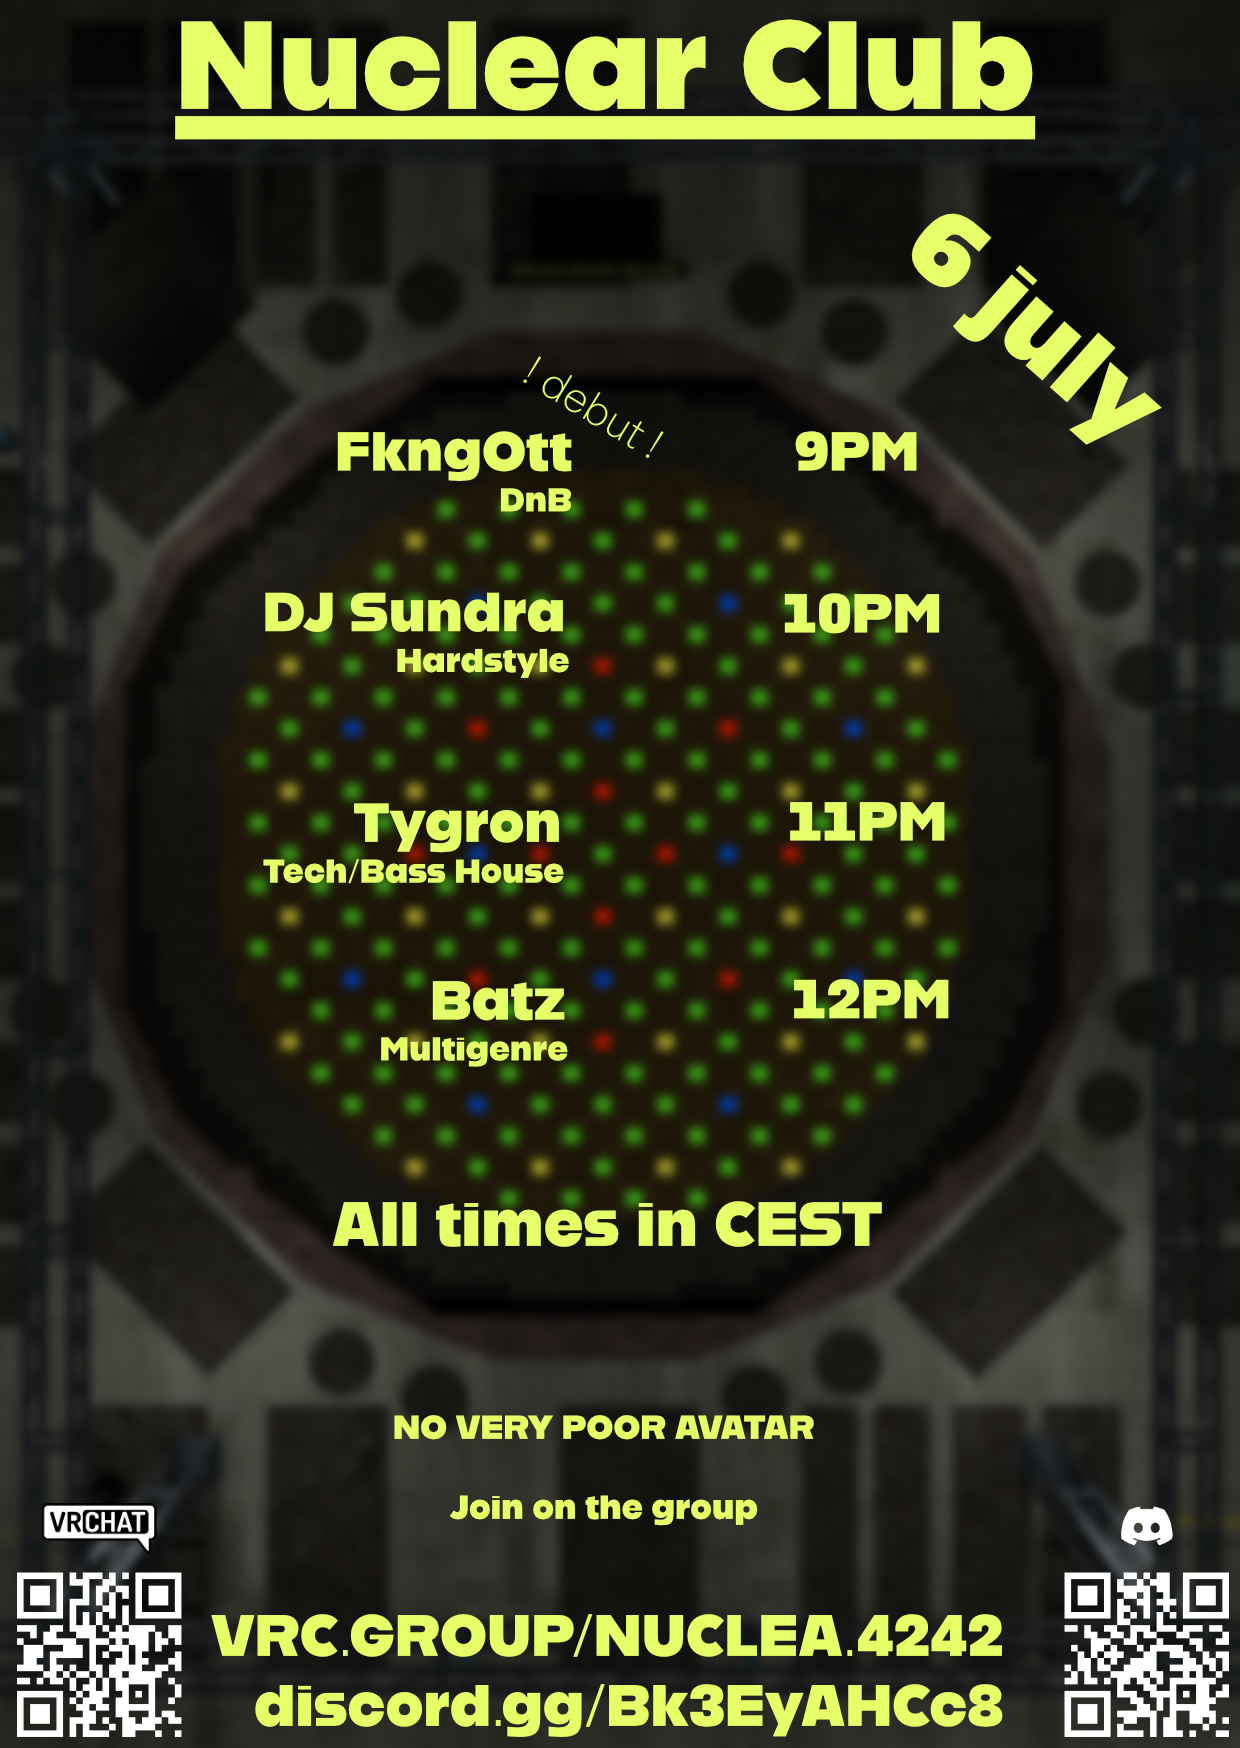 Nuclear Club
6 july
! debut !
FkngOtt 9PM
DnB
DJ Sundra 10PM
Hardstyle
Tygron 11PM
Tech/Bass House
Batz 12PM
Multigenre
All times in CEST
NO VERY POOR AVATAR
Join on the group
VRCHAT
VRC.GROUP/NUCLEA.4242
discord.gg/Bk3EyAHCc8